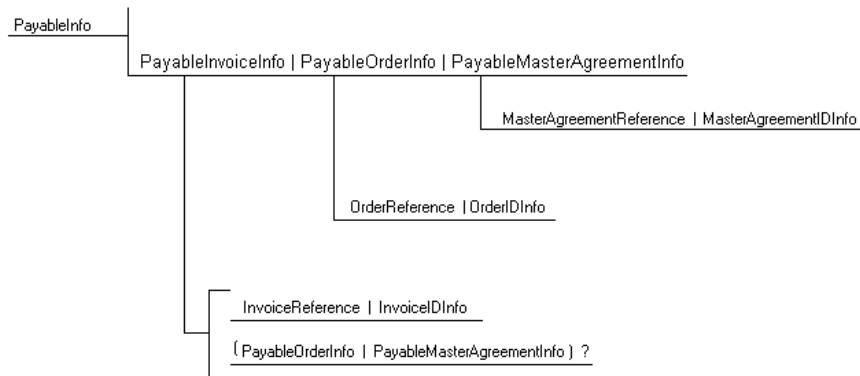 PayableInfo
PayableInvoiceInfo | PayableOrderInfo | PayableMasterAgreementInfo
MasterAgreementReference | MasterAgreementIDInfo
OrderReference | OrderIDInfo
InvoiceReference | InvoiceIDInfo
( PayableOrderInfo | PayableMasterAgreementInfo ) ?